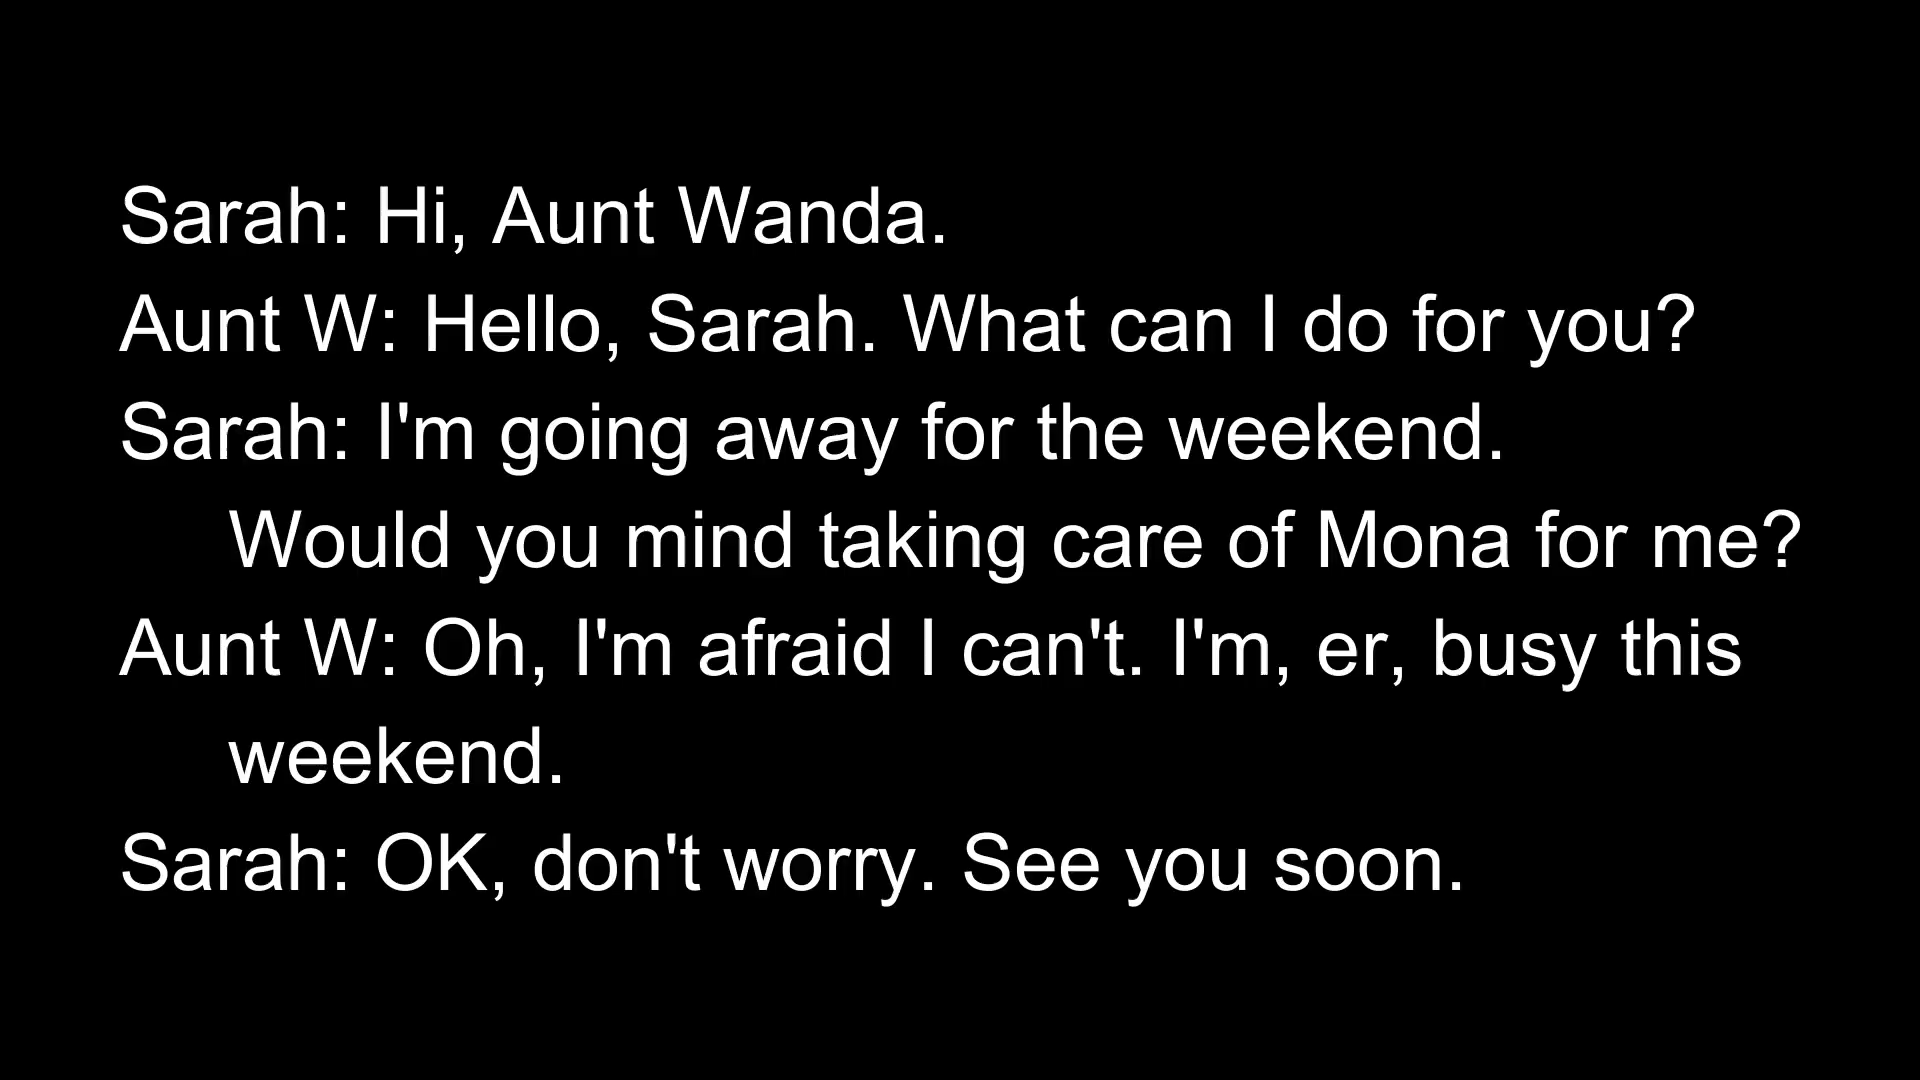 Sarah: Hi, Aunt Wanda.
Aunt W: Hello, Sarah. What can I do for you?
Sarah: I'm going away for the weekend.
Would you mind taking care of Mona for me?
Aunt W: Oh, I'm afraid I can't. I'm, er, busy this
weekend.
Sarah: OK, don't worry. See you soon.